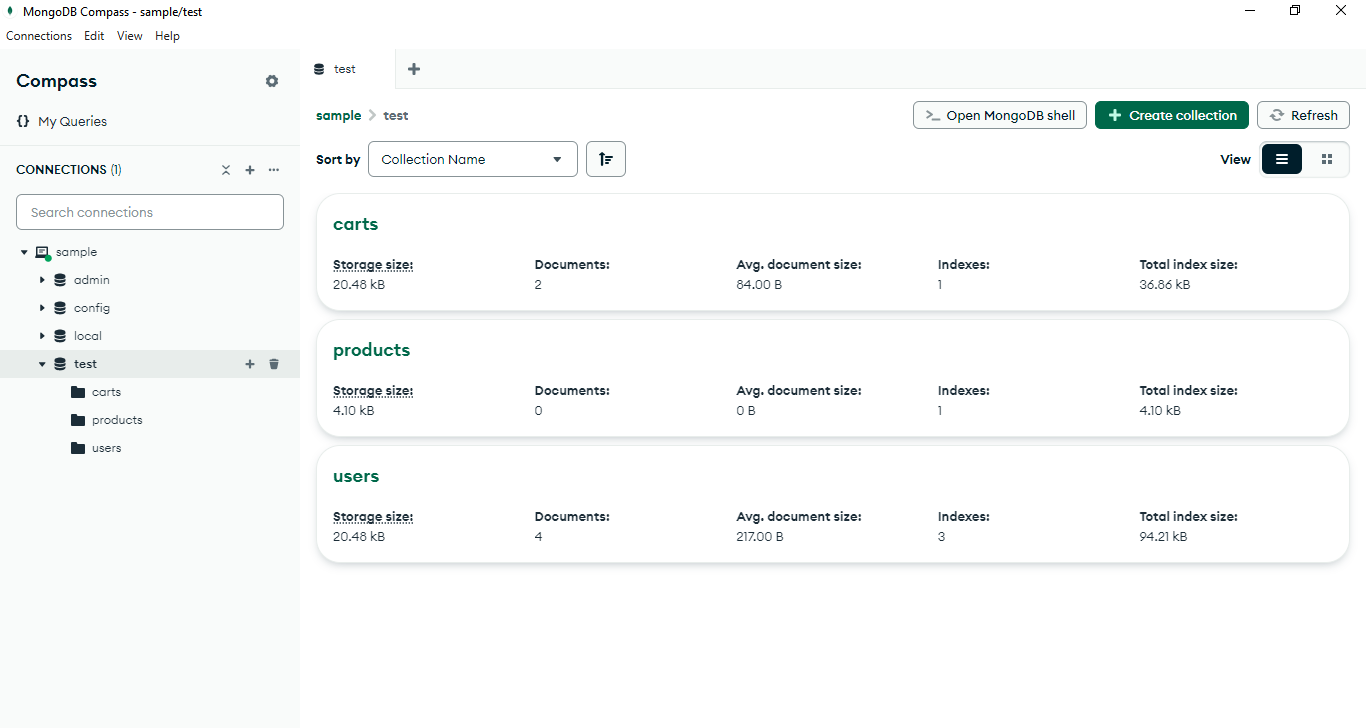 MongoDB Compass - sample/test
Connections Edit View Help
Compass
{} My Queries
CONNECTIONS (1)
Search connections
sample
admin
config
local
test
carts
products
users
test
sample > test
>_ Open MongoDB shell
+ Create collection
Refresh
Sort by Collection Name
View
carts
Storage size: Documents: Avg. document size: Indexes: Total index size:
20.48 kB 2 84.00 B 1 36.86 kB
products
Storage size: Documents: Avg. document size: Indexes: Total index size:
4.10 kB 0 0 B 1 4.10 kB
users
Storage size: Documents: Avg. document size: Indexes: Total index size:
20.48 kB 4 217.00 B 3 94.21 kB